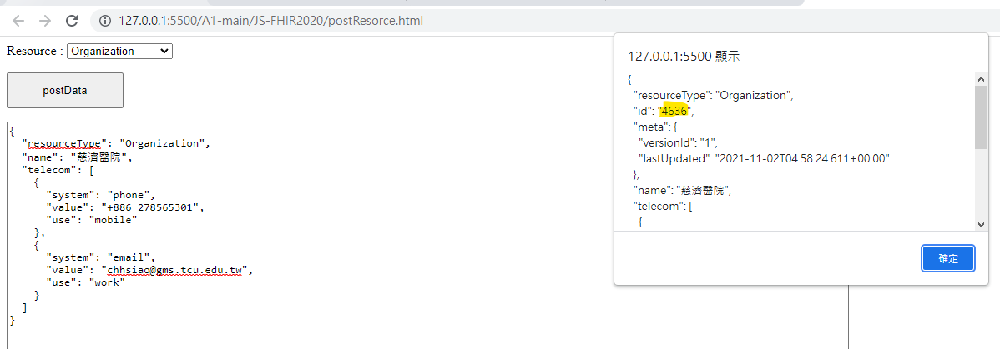 127.0.0.1:5500/A1-main/JS-FHIR2020/postResorce.html
Resource : Organization
postData
{
  "resourceType": "Organization",
  "name": "慈濟醫院",
  "telecom": [
    {
      "system": "phone",
      "value": "+886 278565301",
      "use": "mobile"
    },
    {
      "system": "email",
      "value": "chhsiao@gms.tcu.edu.tw",
      "use": "work"
    }
  ]
}
127.0.0.1:5500 顯示
{
  "resourceType": "Organization",
  "id": "4636",
  "meta": {
    "versionId": "1",
    "lastUpdated": "2021-11-02T04:58:24.611+00:00"
  },
  "name": "慈濟醫院",
  "telecom": [
    {
確定